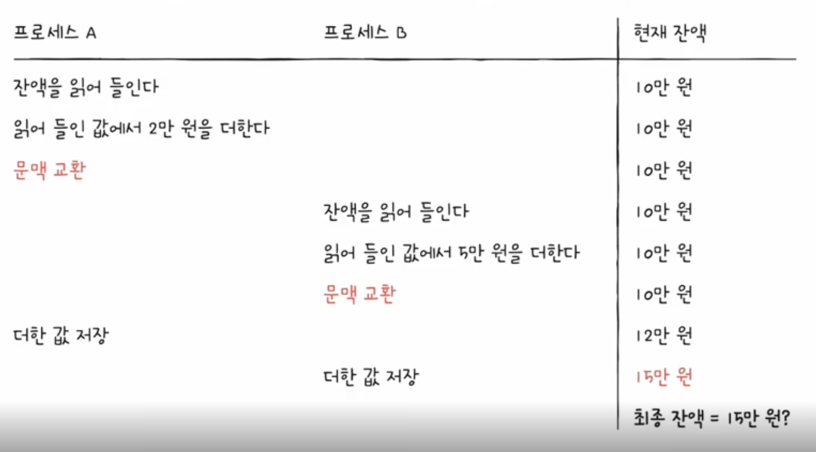 프로세스 A 프로세스 B 현재 잔액
잔액을 읽어 들인다 10만 원
읽어 들인 값에서 2만 원을 더한다 10만 원
문맥 교환 10만 원
잔액을 읽어 들인다 10만 원
읽어 들인 값에서 5만 원을 더한다 10만 원
문맥 교환 10만 원
더한 값 저장 12만 원
더한 값 저장 15만 원
최종 잔액 = 15만 원?